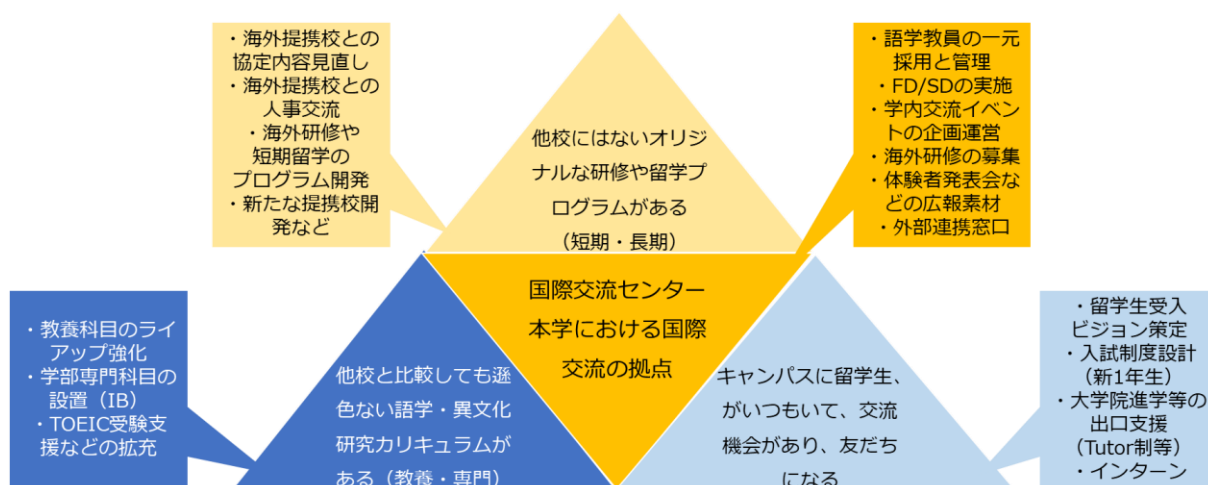 ・海外提携校との
協定内容見直し
・海外提携校との
人事交流
・海外研修や
短期留学の
プログラム開発
・新たな提携校開
発など
他校にはないオリジ
ナルな研修や留学プ
ログラムがある
（短期・長期）
・語学教員の一元
採用と管理
・FD/SDの実施
・学内交流イベン
トの企画運営
・海外研修の募集
・体験者発表会な
どの広報素材
・外部連携窓口
国際交流センター
本学における国際
交流の拠点
・教養科目のライ
アップ強化
・学部専門科目の
設置（IB）
・TOEIC受験支
援などの拡充
他校と比較しても遜
色ない語学・異文化
研究カリキュラムが
ある（教養・専門）
キャンパスに留学生、
がいつもいて、交流
機会があり、友だち
になる
・留学生受入
ビジョン策定
・入試制度設計
（新1年生）
・大学院進学等の
出口支援
（Tutor制等）
・インターン